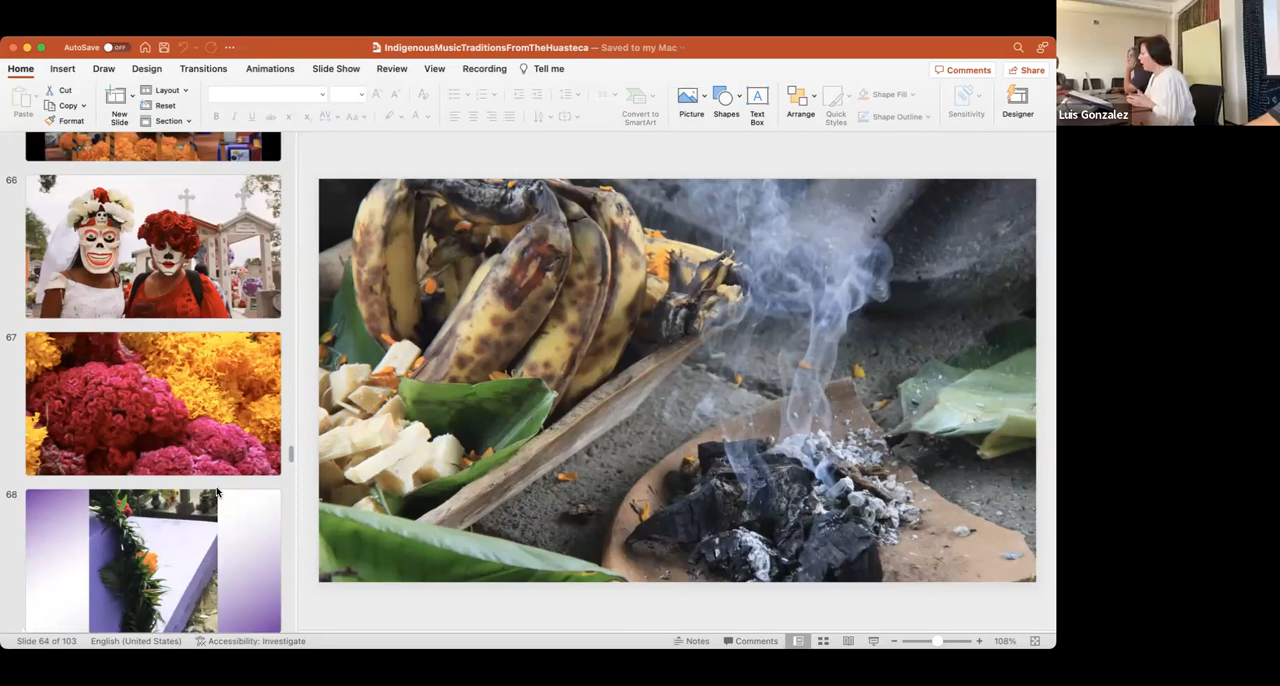 AutoSave OFF
IndigenousMusicTraditionsFromTheHuasteca — Saved to my Mac
Home Insert Draw Design Transitions Animations Slide Show Review View Recording Tell me
Comments Share
Paste
Cut
Copy
Format
New Slide
Layout
Reset
Section
B I U ab x x AV Aa A
Convert to SmartArt
Picture
Shapes
Text Box
Arrange
Quick Styles
Shape Fill
Shape Outline
Sensitivity
Designer
Luis Gonzalez
66
67
68
Slide 64 of 103 English (United States) Accessibility: Investigate Notes Comments 108%